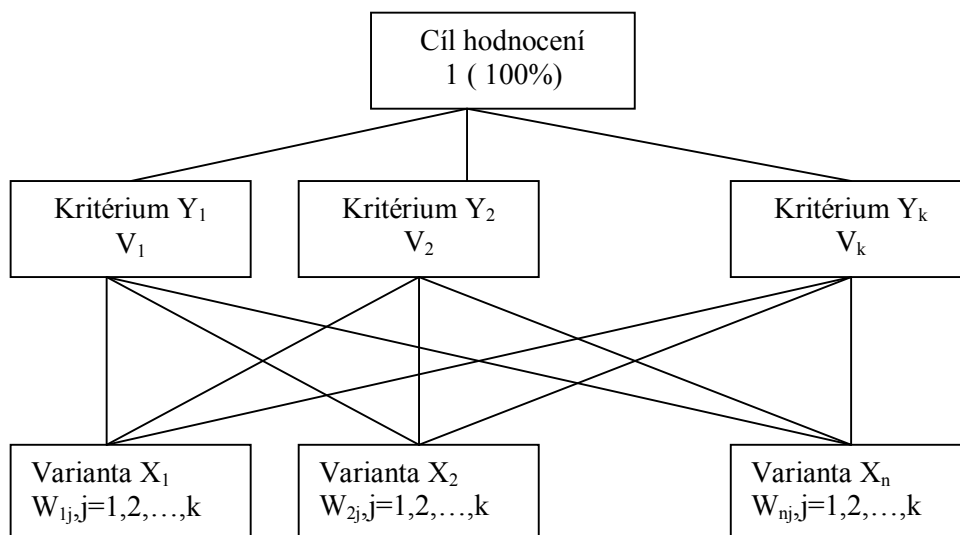 Cíl hodnocení
1 ( 100%)
Kritérium Y₁
V₁
Kritérium Y₂
V₂
Kritérium Yₖ
Vₖ
Varianta X₁
W₁ⱼ,j=1,2,…,k
Varianta X₂
W₂ⱼ,j=1,2,…,k
Varianta Xₙ
Wₙⱼ,j=1,2,…,k